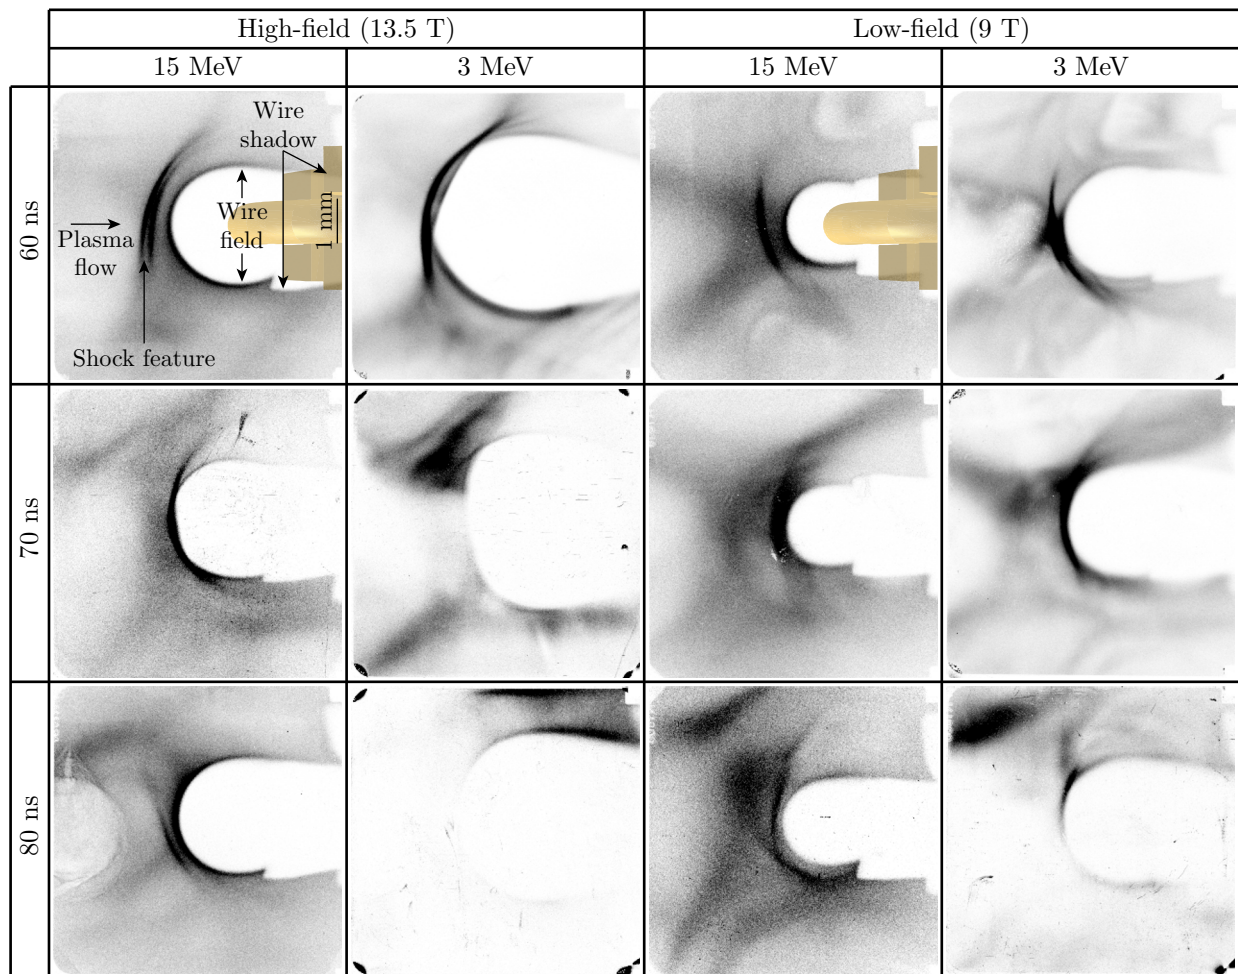 High-field (13.5 T)
Low-field (9 T)
15 MeV
3 MeV
15 MeV
3 MeV
60 ns
Wire
shadow
Wire
field
1 mm
Plasma
flow
Shock feature
70 ns
80 ns